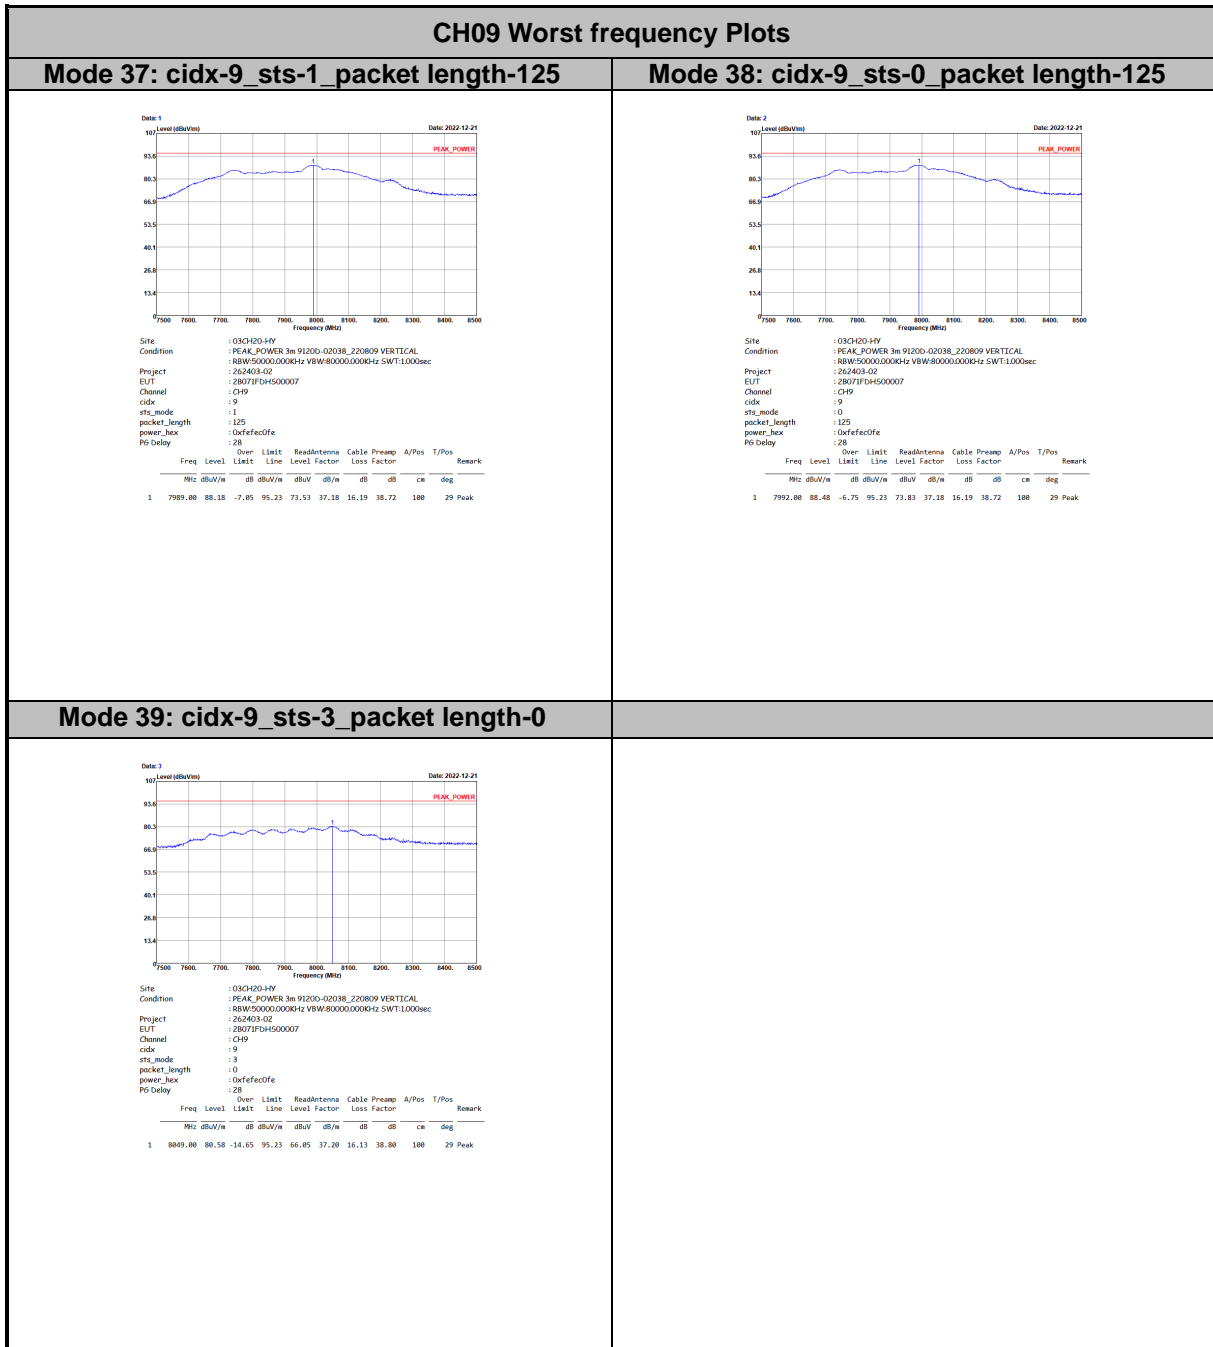 CH09 Worst frequency Plots
Mode 37: cidx-9_sts-1_packet length-125
Mode 38: cidx-9_sts-0_packet length-125
Data: 1
107 Level (dBuV/m) Date: 2022-12-21
PEAK_POWER
93.6
1
80.3
66.9
53.5
40.1
26.8
13.4
0
7500 7600. 7700. 7800. 7900. 8000. 8100. 8200. 8300. 8400. 8500
Frequency (MHz)
Site : 03CH20-HY
Condition : PEAK_POWER 3m 9120D-02038_220809 VERTICAL
: RBW:50000.000KHz VBW:80000.000KHz SWT:1.000sec
Project : 262403-02
EUT : 2B071FDHS00007
Channel : CH9
cidx : 9
sts_mode : 1
packet_length : 125
power_hex : 0xfefec0fe
PG Delay : 28
Over Limit ReadAntenna Cable Preamp A/Pos T/Pos
Freq Level Limit Line Level Factor Loss Factor Remark
MHz dBuV/m dB dBuV/m dBuV dB/m dB dB cm deg
1 7989.00 88.18 -7.05 95.23 73.53 37.18 16.19 38.72 100 29 Peak
Data: 2
107 Level (dBuV/m) Date: 2022-12-21
PEAK_POWER
93.6
1
80.3
66.9
53.5
40.1
26.8
13.4
0
7500 7600. 7700. 7800. 7900. 8000. 8100. 8200. 8300. 8400. 8500
Frequency (MHz)
Site : 03CH20-HY
Condition : PEAK_POWER 3m 9120D-02038_220809 VERTICAL
: RBW:50000.000KHz VBW:80000.000KHz SWT:1.000sec
Project : 262403-02
EUT : 2B071FDHS00007
Channel : CH9
cidx : 9
sts_mode : 0
packet_length : 125
power_hex : 0xfefec0fe
PG Delay : 28
Over Limit ReadAntenna Cable Preamp A/Pos T/Pos
Freq Level Limit Line Level Factor Loss Factor Remark
MHz dBuV/m dB dBuV/m dBuV dB/m dB dB cm deg
1 7992.00 88.48 -6.75 95.23 73.83 37.18 16.19 38.72 100 29 Peak
Mode 39: cidx-9_sts-3_packet length-0
Data: 3
107 Level (dBuV/m) Date: 2022-12-21
PEAK_POWER
93.6
1
80.3
66.9
53.5
40.1
26.8
13.4
0
7500 7600. 7700. 7800. 7900. 8000. 8100. 8200. 8300. 8400. 8500
Frequency (MHz)
Site : 03CH20-HY
Condition : PEAK_POWER 3m 9120D-02038_220809 VERTICAL
: RBW:50000.000KHz VBW:80000.000KHz SWT:1.000sec
Project : 262403-02
EUT : 2B071FDHS00007
Channel : CH9
cidx : 9
sts_mode : 3
packet_length : 0
power_hex : 0xfefec0fe
PG Delay : 28
Over Limit ReadAntenna Cable Preamp A/Pos T/Pos
Freq Level Limit Line Level Factor Loss Factor Remark
MHz dBuV/m dB dBuV/m dBuV dB/m dB dB cm deg
1 8049.00 80.58 -14.65 95.23 66.05 37.20 16.13 38.80 100 29 Peak